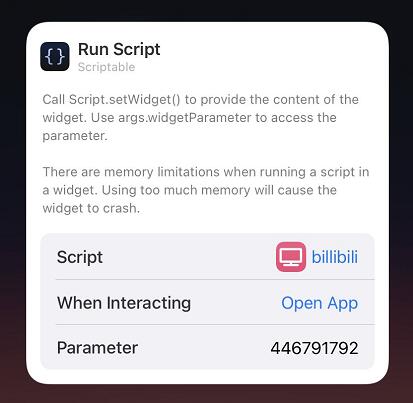 { }
Run Script
Scriptable
Call Script.setWidget() to provide the content of the
widget. Use args.widgetParameter to access the
parameter.
There are memory limitations when running a script in
a widget. Using too much memory will cause the
widget to crash.
Script billibili
When Interacting Open App
Parameter 446791792